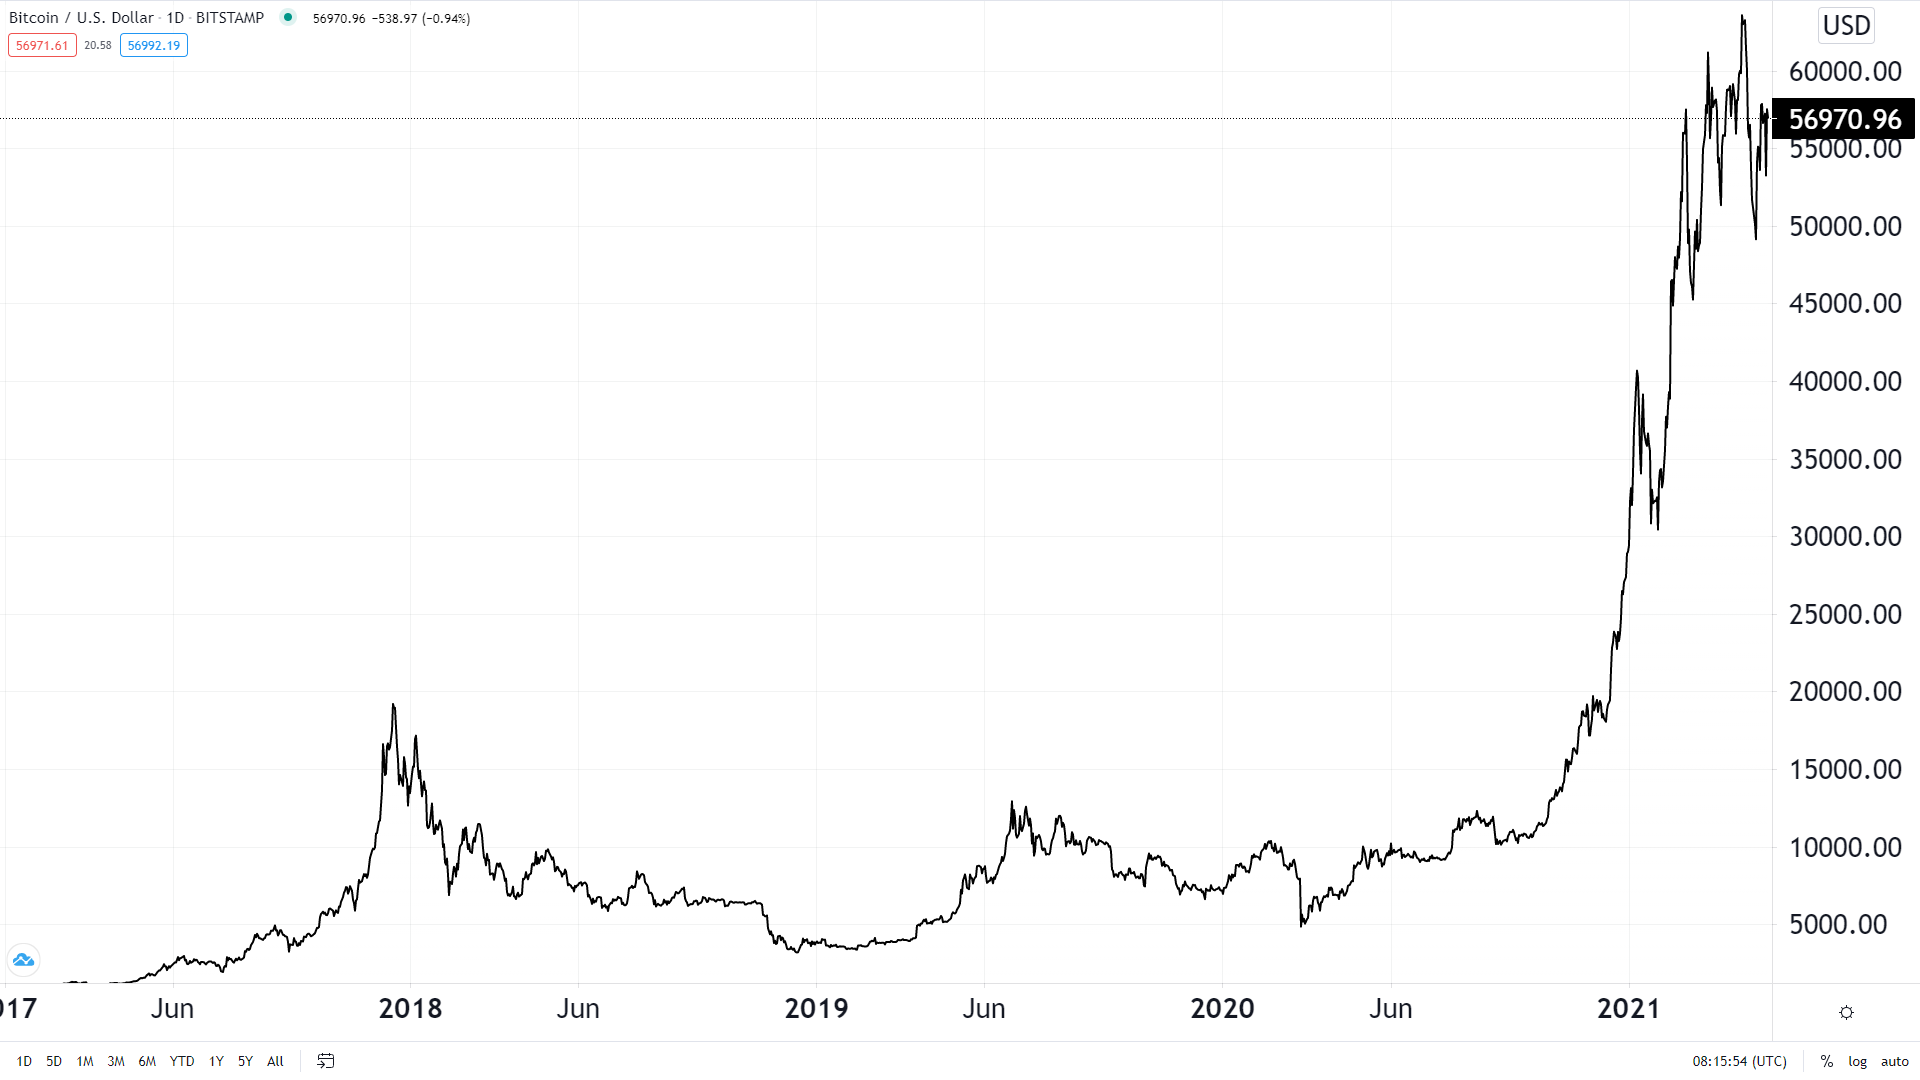 Bitcoin / U.S. Dollar · 1D · BITSTAMP 56970.96 −538.97 (−0.94%)
56971.61 20.58 56992.19
USD
60000.00
56970.96
55000.00
50000.00
45000.00
40000.00
35000.00
30000.00
25000.00
20000.00
15000.00
10000.00
5000.00
017 Jun 2018 Jun 2019 Jun 2020 Jun 2021
1D 5D 1M 3M 6M YTD 1Y 5Y All 08:15:54 (UTC) % log auto